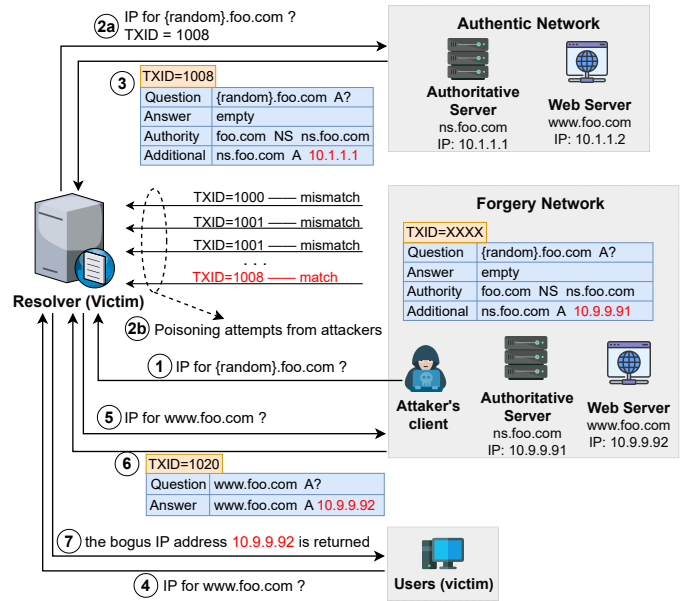 2a IP for {random}.foo.com ?
TXID = 1008
Authentic Network
Authoritative
Server
ns.foo.com
IP: 10.1.1.1
Web Server
www.foo.com
IP: 10.1.1.2
3 TXID=1008
Question {random}.foo.com A?
Answer empty
Authority foo.com NS ns.foo.com
Additional ns.foo.com A 10.1.1.1
TXID=1000 —— mismatch
TXID=1001 —— mismatch
TXID=1001 —— mismatch
. . .
TXID=1008 —— match
Resolver (Victim)
2b Poisoning attempts from attackers
Forgery Network
TXID=XXXX
Question {random}.foo.com A?
Answer empty
Authority foo.com NS ns.foo.com
Additional ns.foo.com A 10.9.9.91
1 IP for {random}.foo.com ?
Attaker's
client
Authoritative
Server
ns.foo.com
IP: 10.9.9.91
Web Server
www.foo.com
IP: 10.9.9.92
5 IP for www.foo.com ?
6 TXID=1020
Question www.foo.com A?
Answer www.foo.com A 10.9.9.92
7 the bogus IP address 10.9.9.92 is returned
4 IP for www.foo.com ?
Users (victim)